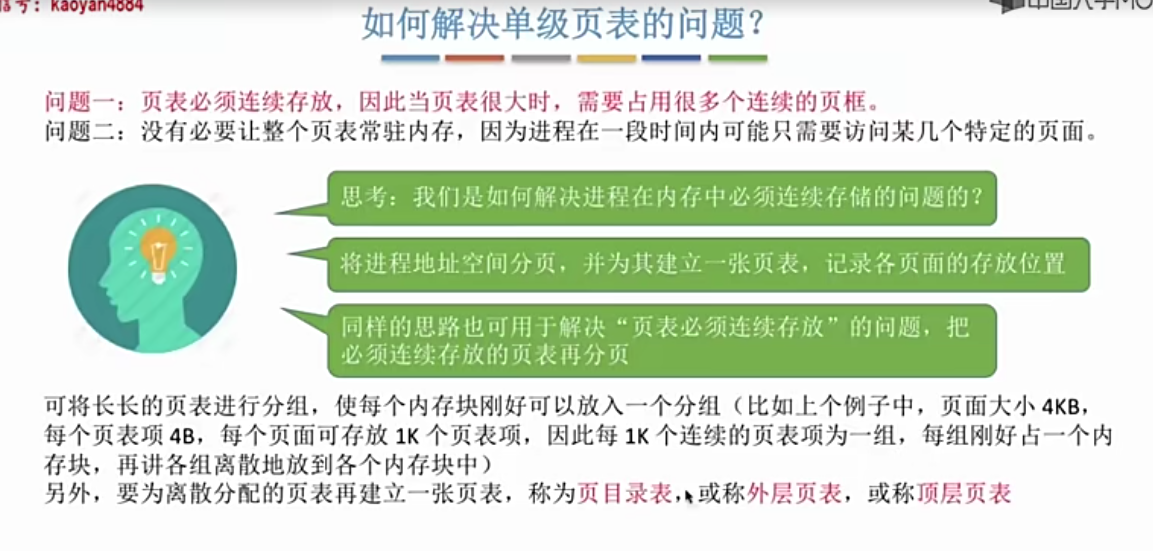 信号：kaoyan4884
如何解决单级页表的问题？
问题一：页表必须连续存放，因此当页表很大时，需要占用很多个连续的页框。
问题二：没有必要让整个页表常驻内存，因为进程在一段时间内可能只需要访问某几个特定的页面。
思考：我们是如何解决进程在内存中必须连续存储的问题的？
将进程地址空间分页，并为其建立一张页表，记录各页面的存放位置
同样的思路也可用于解决“页表必须连续存放”的问题，把
必须连续存放的页表再分页
可将长长的页表进行分组，使每个内存块刚好可以放入一个分组（比如上个例子中，页面大小 4KB，
每个页表项 4B，每个页面可存放 1K 个页表项，因此每 1K 个连续的页表项为一组，每组刚好占一个内
存块，再讲各组离散地放到各个内存块中）
另外，要为离散分配的页表再建立一张页表，称为页目录表，或称外层页表，或称顶层页表